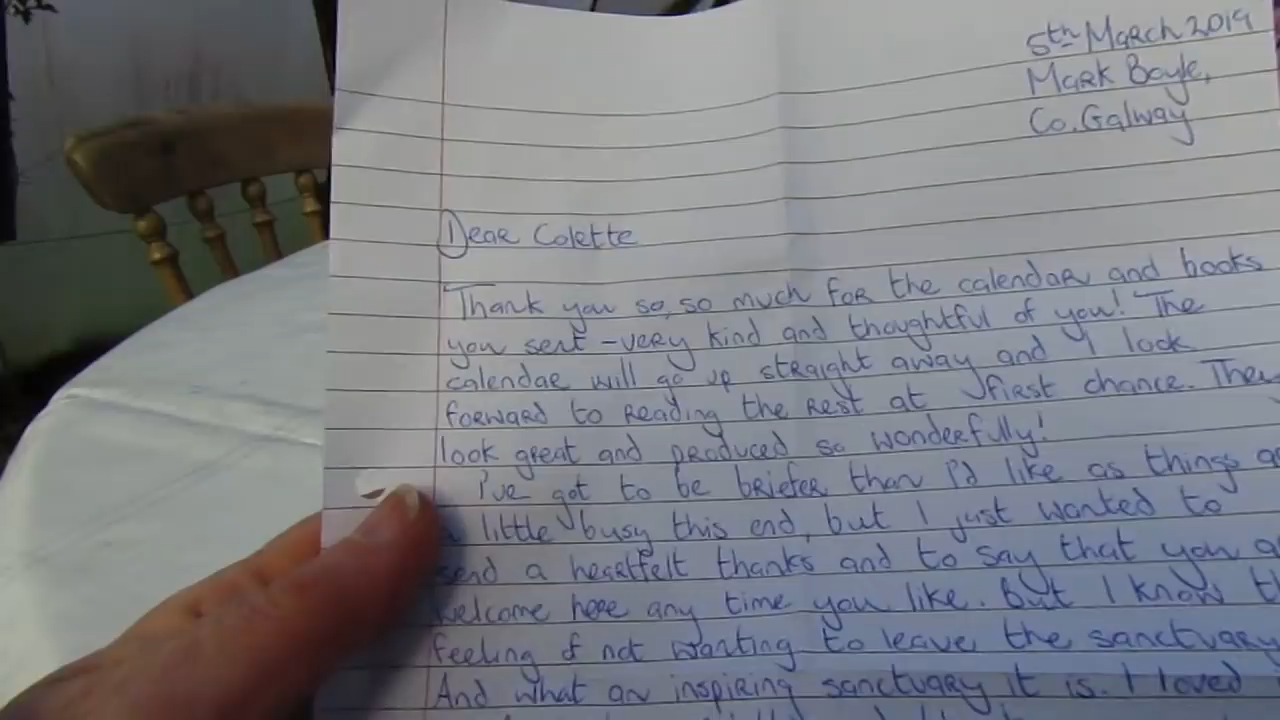 5th March 2019
Mark Boyle,
Co. Galway
Dear Colette
Thank you so, so much for the calendar and books
you sent - very kind and thoughtful of you! The
calendar will go up straight away and I look
forward to reading the rest at first chance. They
look great and produced so wonderfully!
I've got to be briefer than I'd like as things
a little busy this end, but I just wanted to
send a heartfelt thanks and to say that you
welcome here any time you like. But I know
feeling of not wanting to leave the sanctuary
And what an inspiring sanctuary it is. I loved